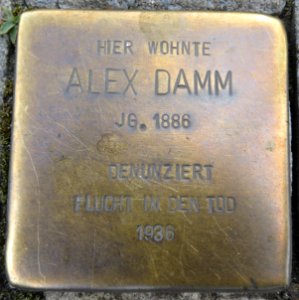 HIER WOHNTE
ALEX DAMM
JG. 1886
DENUNZIERT
FLUCHT IN DEN TOD
1936